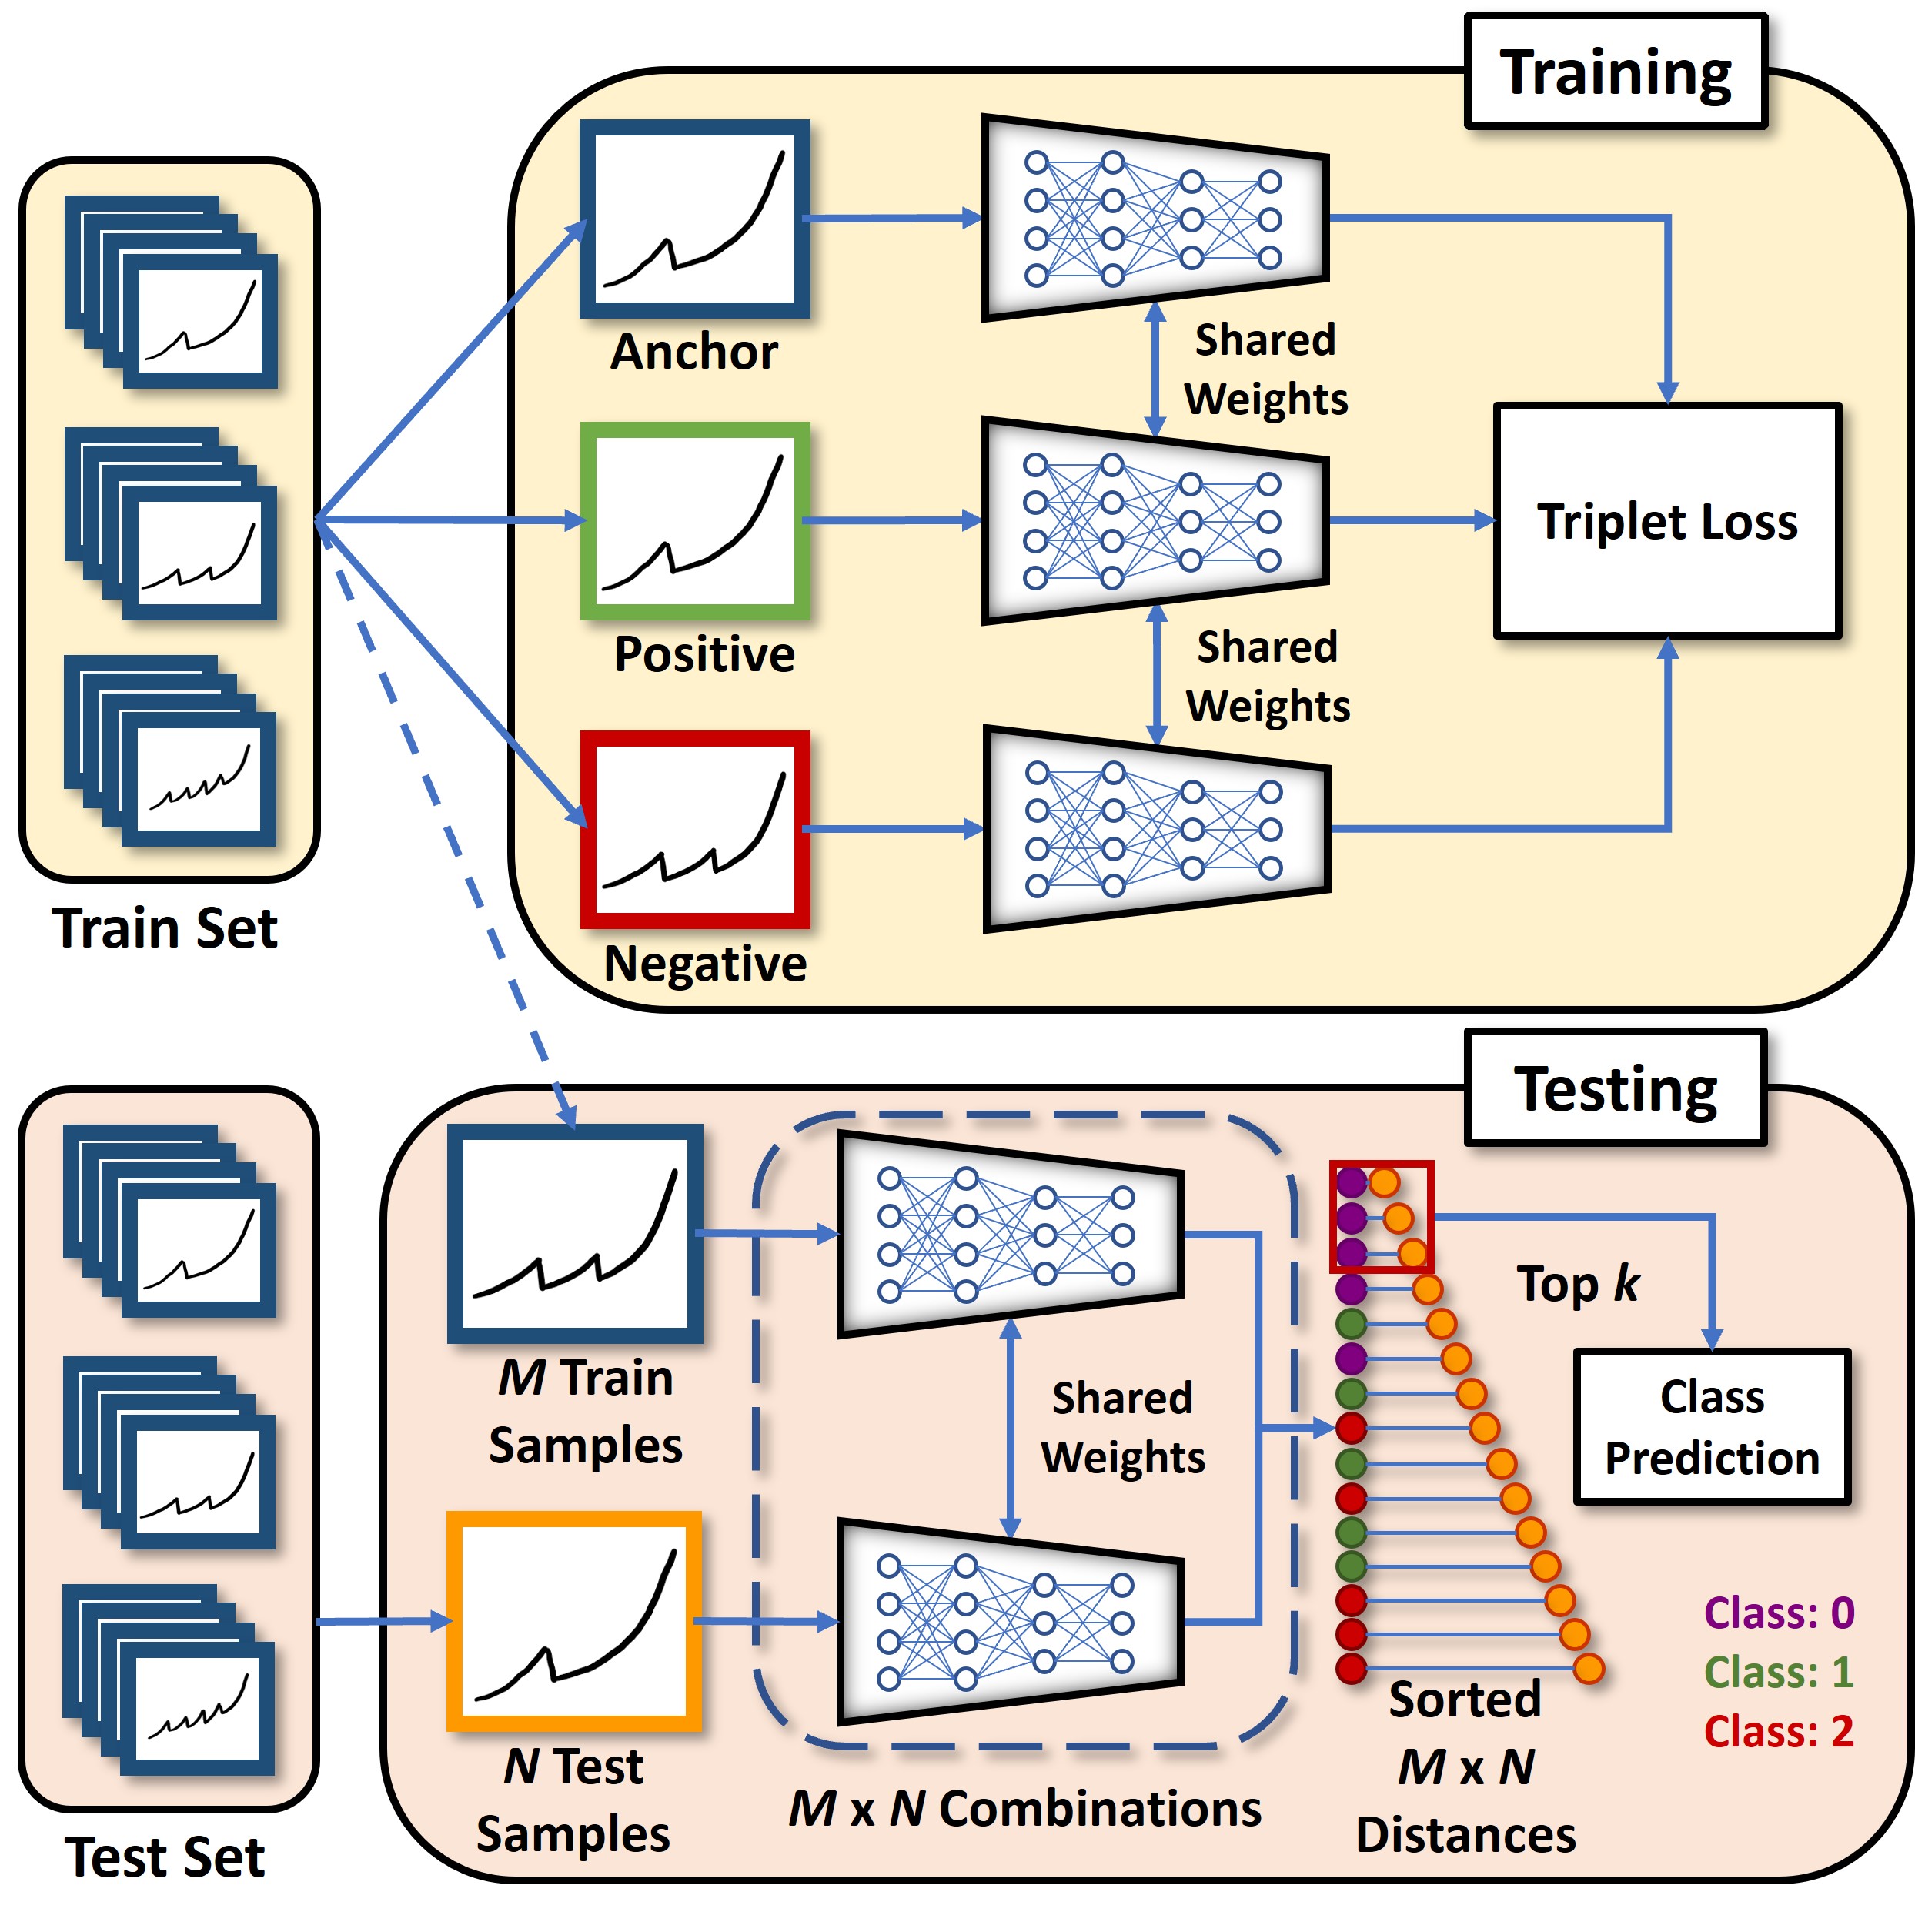 Training
Anchor
Shared
Weights
Triplet Loss
Positive
Shared
Weights
Negative
Train Set
Testing
M Train
Samples
Shared
Weights
Top k
Class
Prediction
N Test
Samples
M x N Combinations
Sorted
M x N
Distances
Class: 0
Class: 1
Class: 2
Test Set